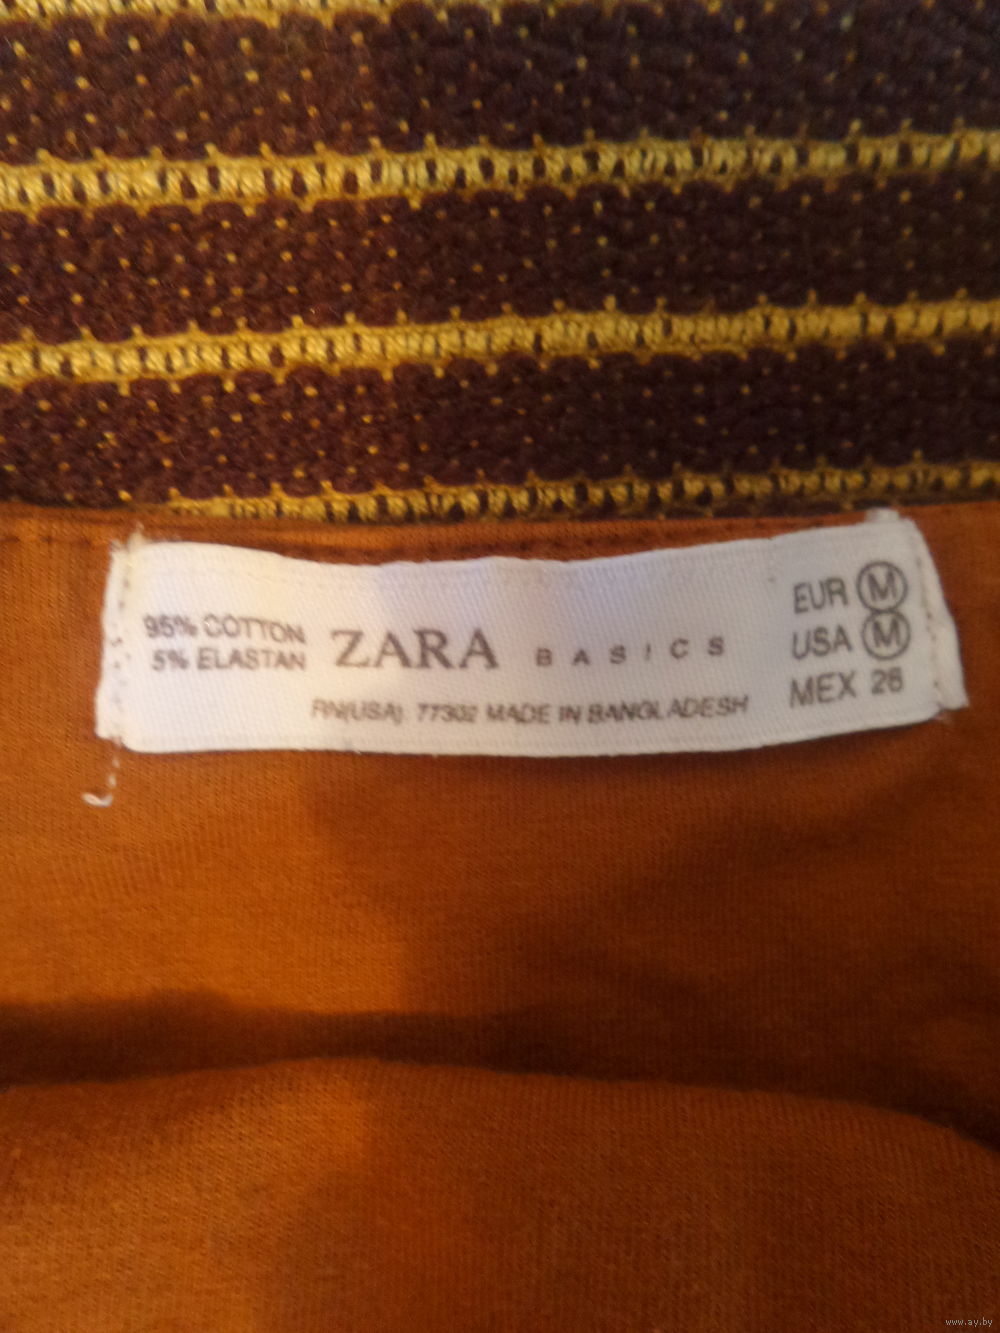 95% COTTON
5% ELASTAN
ZARA BASICS
RN(USA). 77302 MADE IN BANGLADESH
EUR M
USA M
MEX 28
www.ay.by